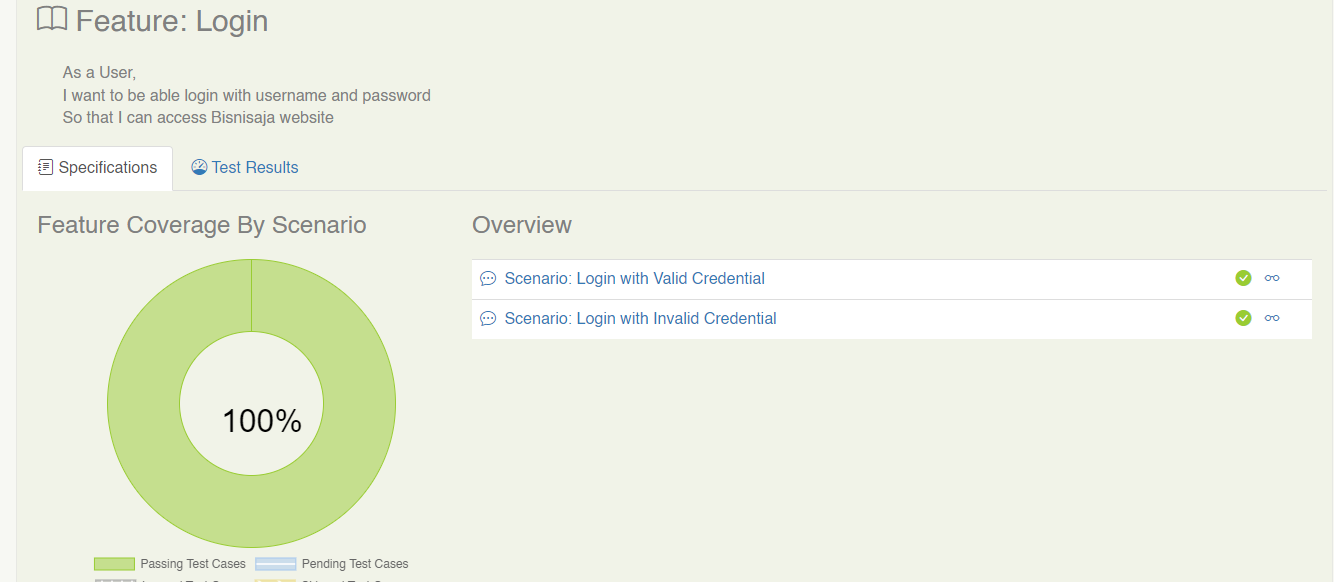 Feature: Login
As a User,
I want to be able login with username and password
So that I can access Bisnisaja website
Specifications
Test Results
Feature Coverage By Scenario
Overview
Scenario: Login with Valid Credential
Scenario: Login with Invalid Credential
100%
Passing Test Cases
Pending Test Cases